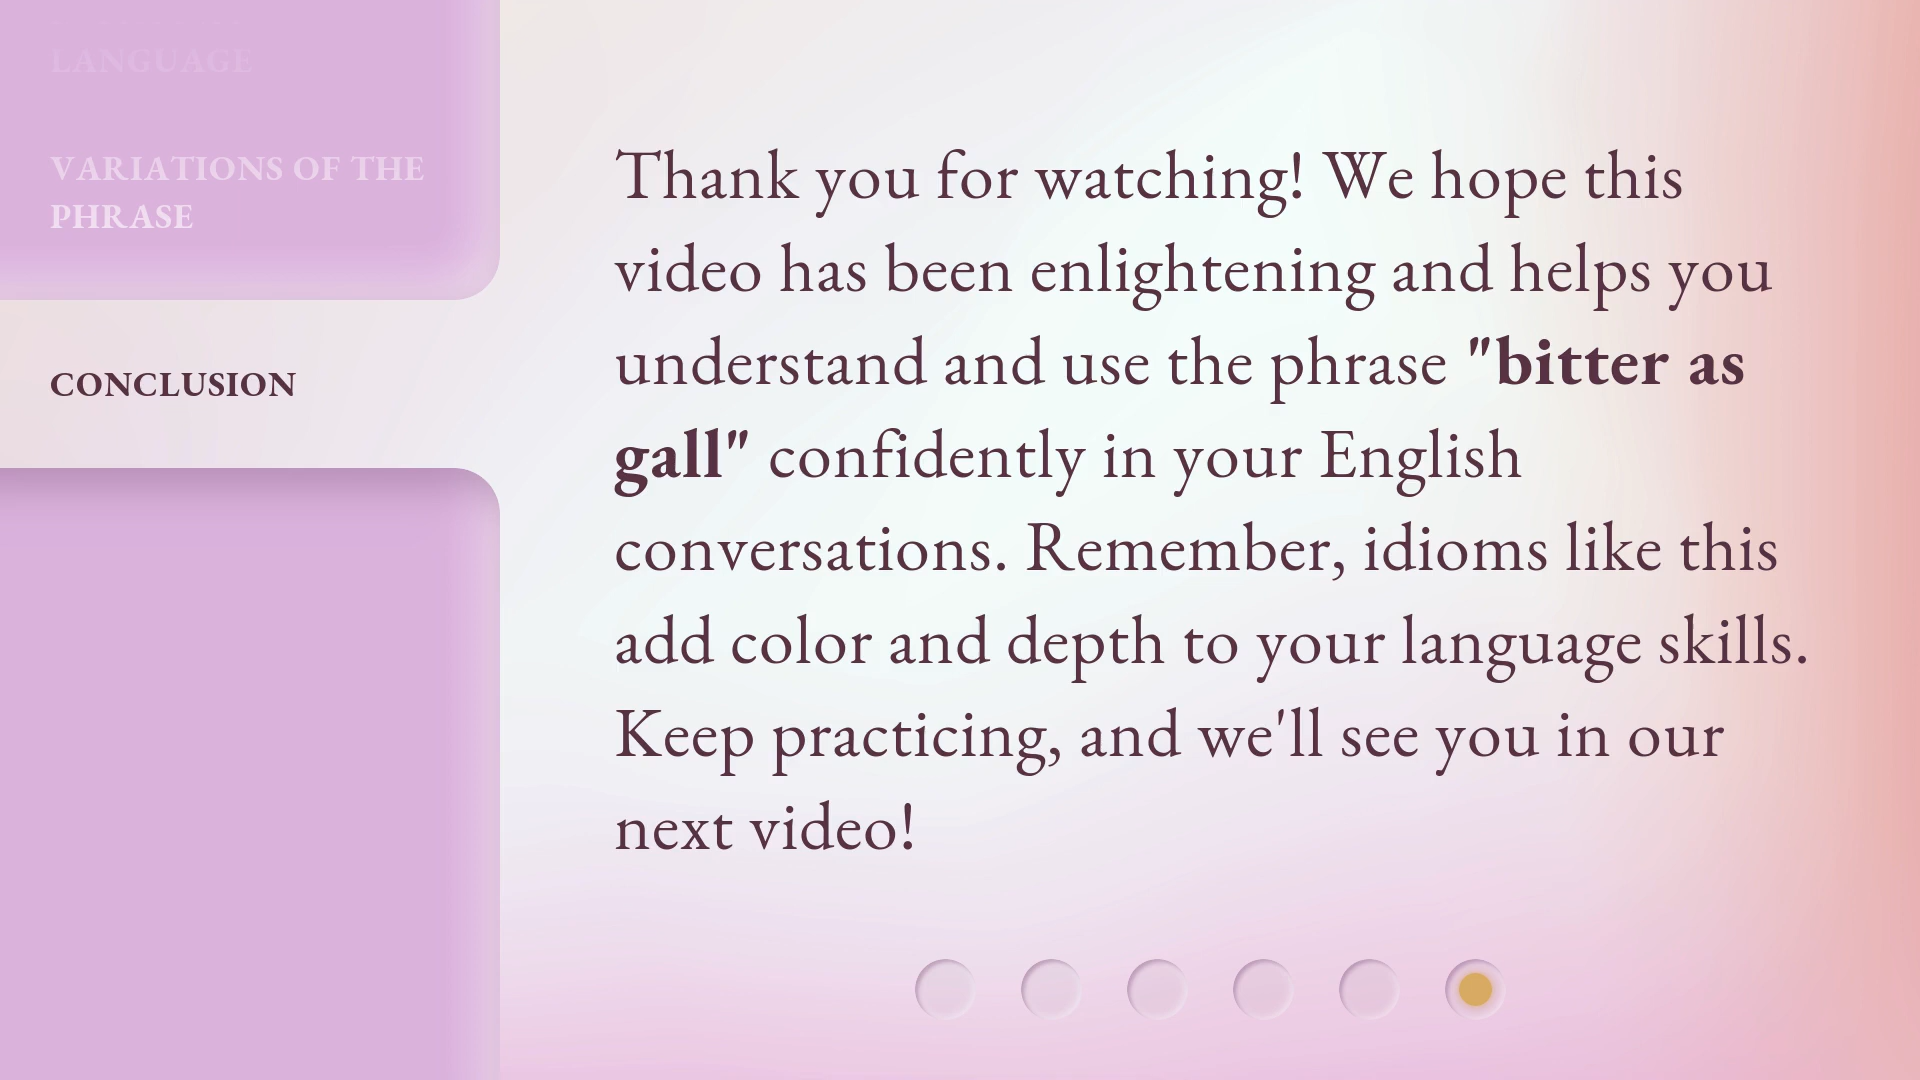 LANGUAGE
VARIATIONS OF THE
PHRASE
CONCLUSION
Thank you for watching! We hope this
video has been enlightening and helps you
understand and use the phrase "bitter as
gall" confidently in your English
conversations. Remember, idioms like this
add color and depth to your language skills.
Keep practicing, and we'll see you in our
next video!